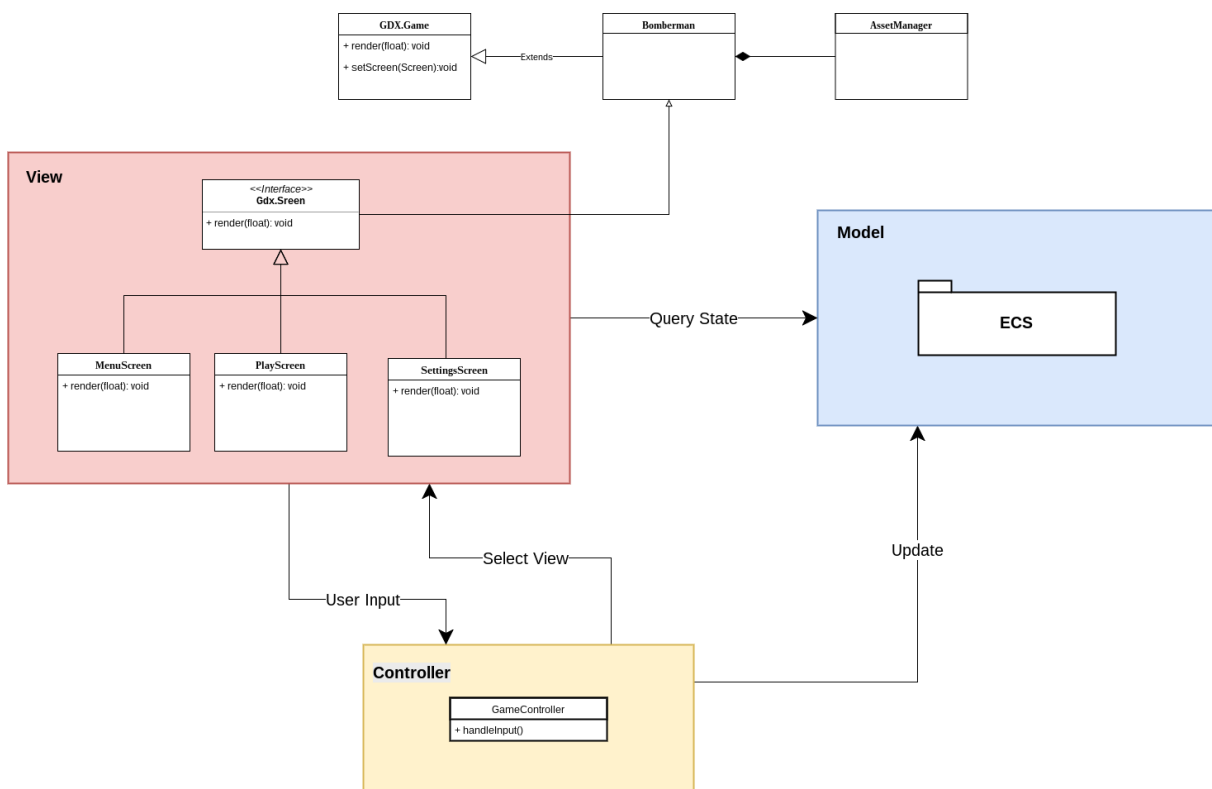 GDX.Game
+ render(float): void
+ setScreen(Screen):void
Extends
Bomberman
AssetManager
View
<<Interface>>
Gdx.Sreen
+ render(float): void
MenuScreen
+ render(float): void
PlayScreen
+ render(float): void
SettingsScreen
+ render(float): void
Query State
Model
ECS
Select View
User Input
Update
Controller
GameController
+ handleInput()